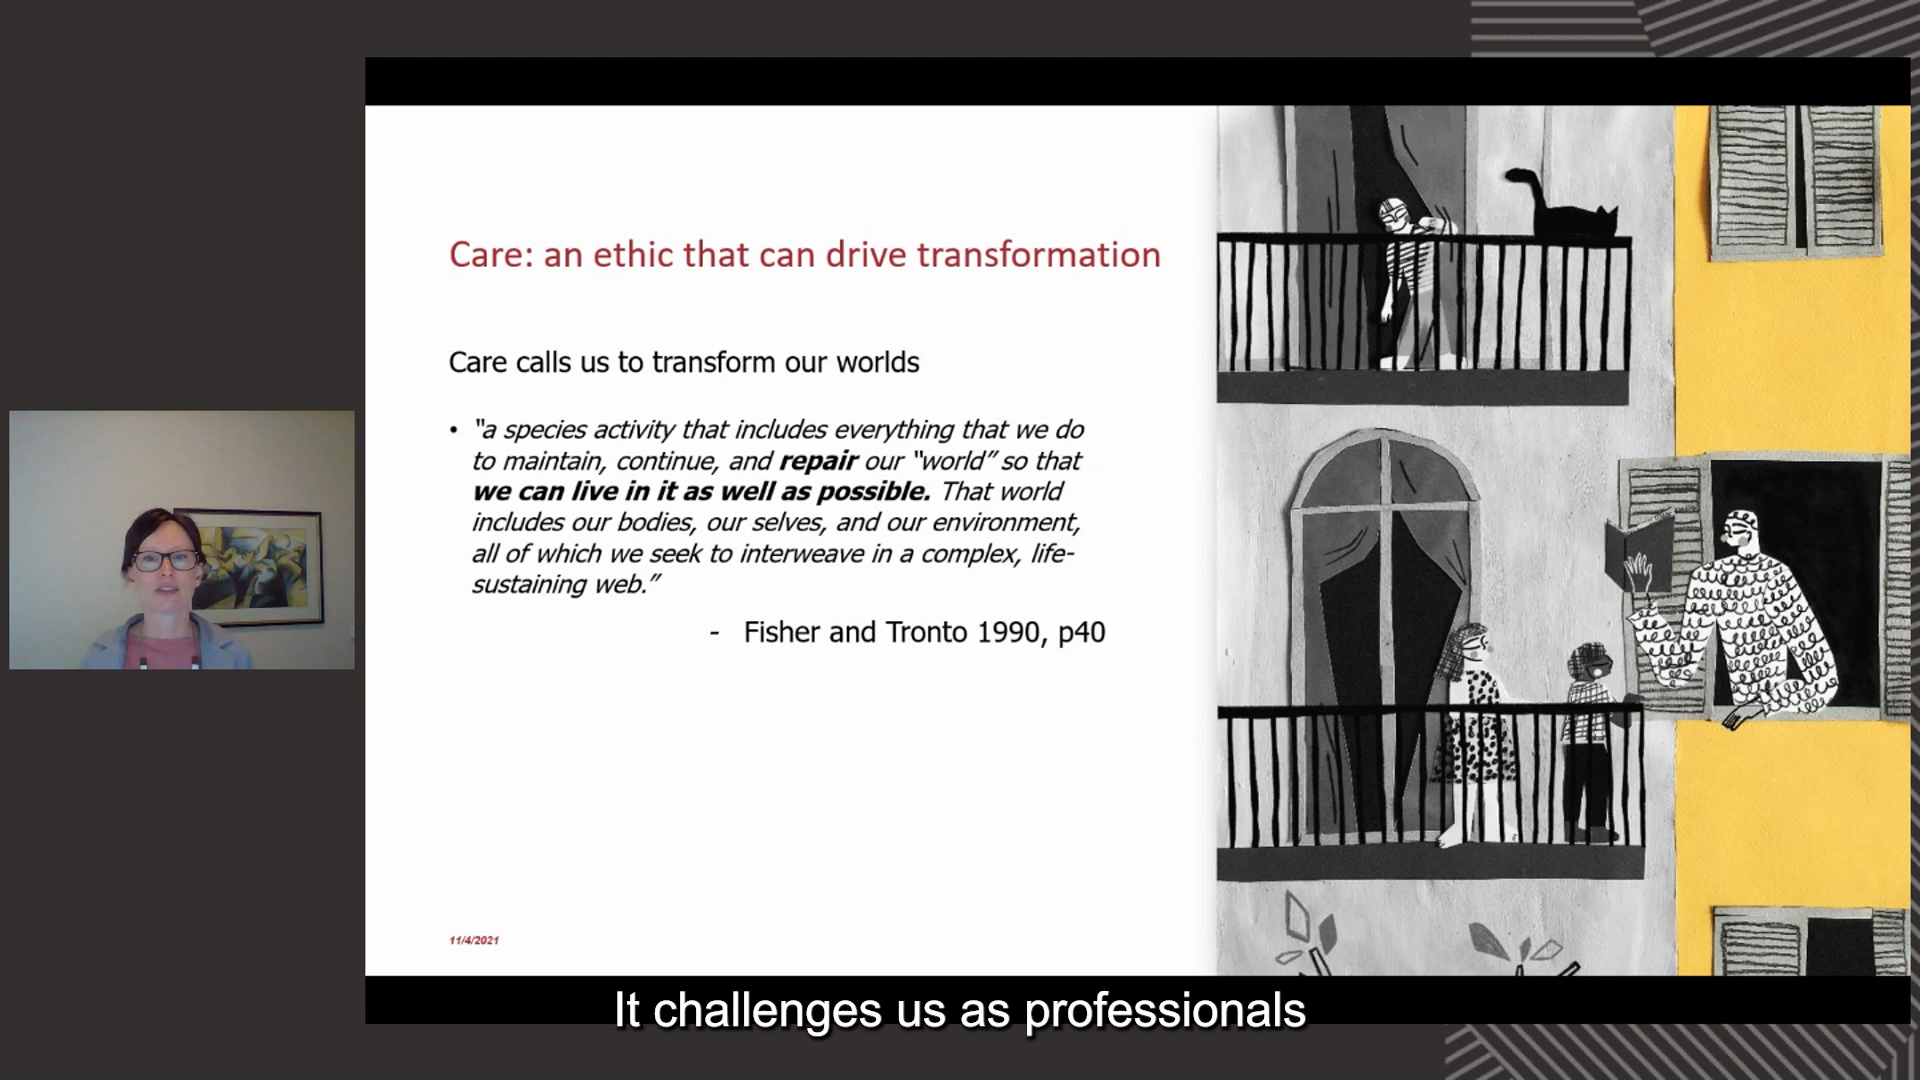 Care: an ethic that can drive transformation
Care calls us to transform our worlds
• “a species activity that includes everything that we do
to maintain, continue, and repair our “world” so that
we can live in it as well as possible. That world
includes our bodies, our selves, and our environment,
all of which we seek to interweave in a complex, life-
sustaining web.”
- Fisher and Tronto 1990, p40
11/4/2021
It challenges us as professionals